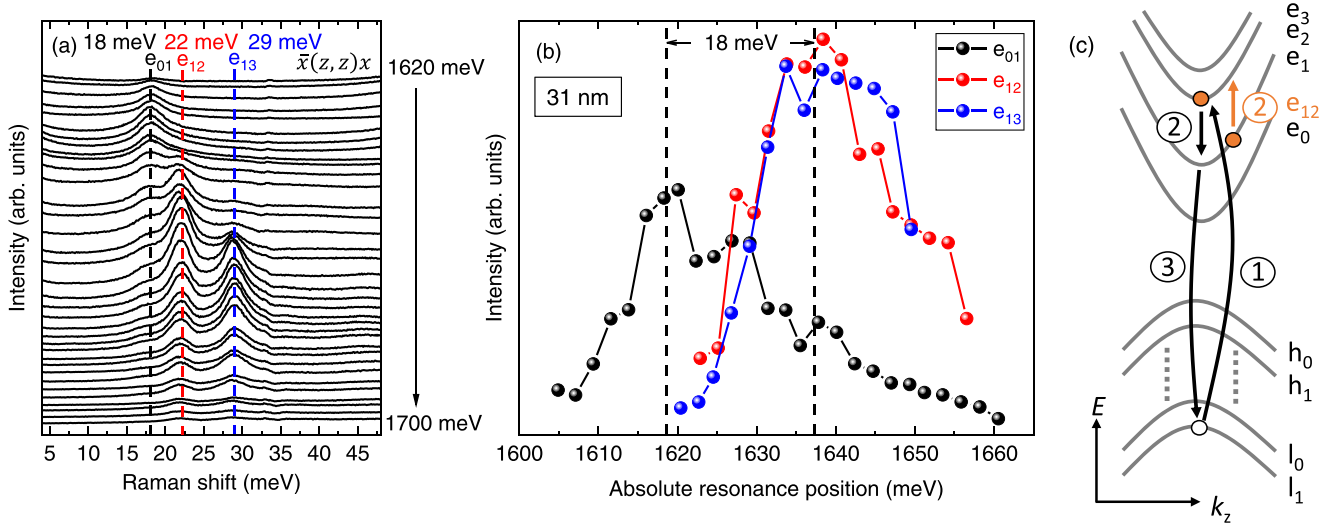 (a) 18 meV 22 meV 29 meV
e01 e12 e13 x̄(z,z)x
1620 meV
1700 meV
Intensity (arb. units)
5 10 15 20 25 30 35 40 45
Raman shift (meV)
(b) 18 meV
31 nm
e01
e12
e13
Intensity (arb. units)
1600 1610 1620 1630 1640 1650 1660
Absolute resonance position (meV)
(c)
e3
e2
e1
e12
e0
2
2
3
1
h0
h1
l0
l1
E
kz